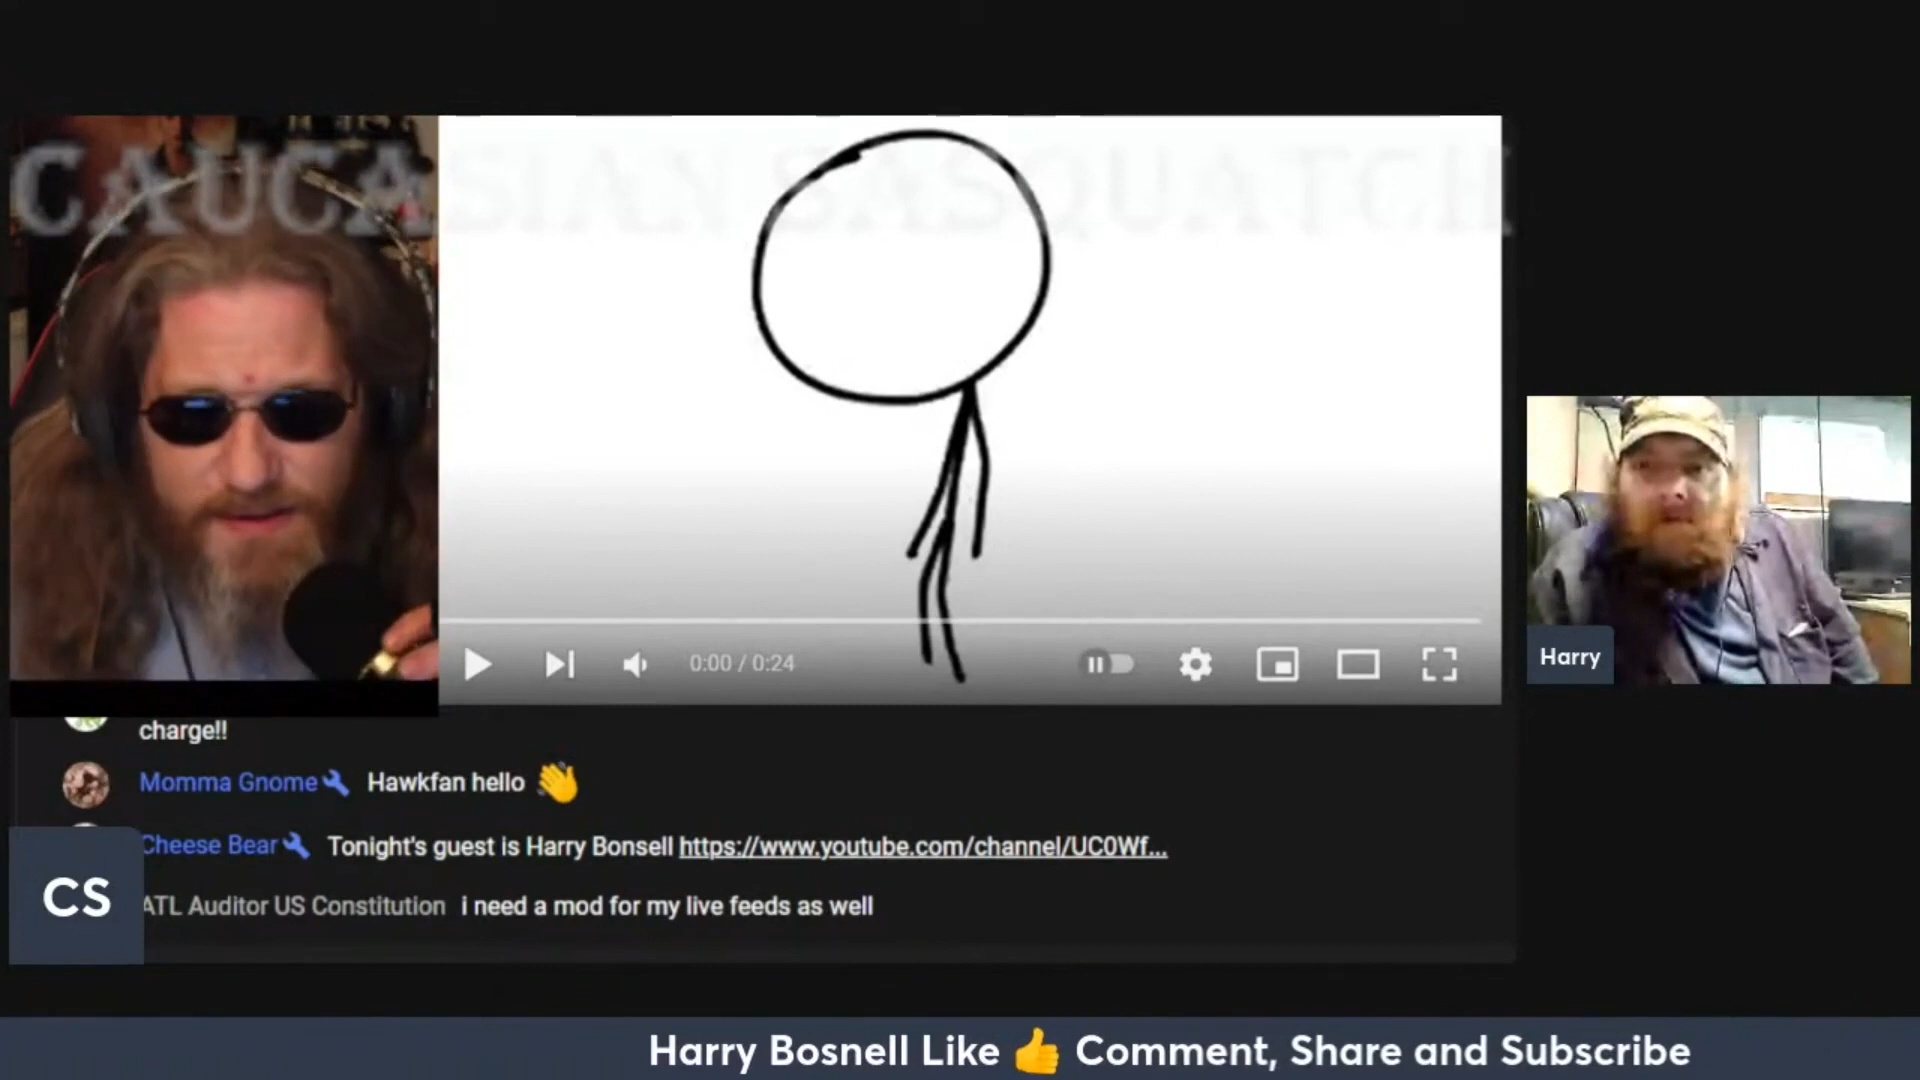 CAUCASIAN SASQUATCH
0:00 / 0:24
Harry
charge!!
Momma Gnome Hawkfan hello 👋
Cheese Bear Tonight's guest is Harry Bonsell https://www.youtube.com/channel/UC0Wf...
CS
ATL Auditor US Constitution i need a mod for my live feeds as well
Harry Bosnell Like 👍 Comment, Share and Subscribe